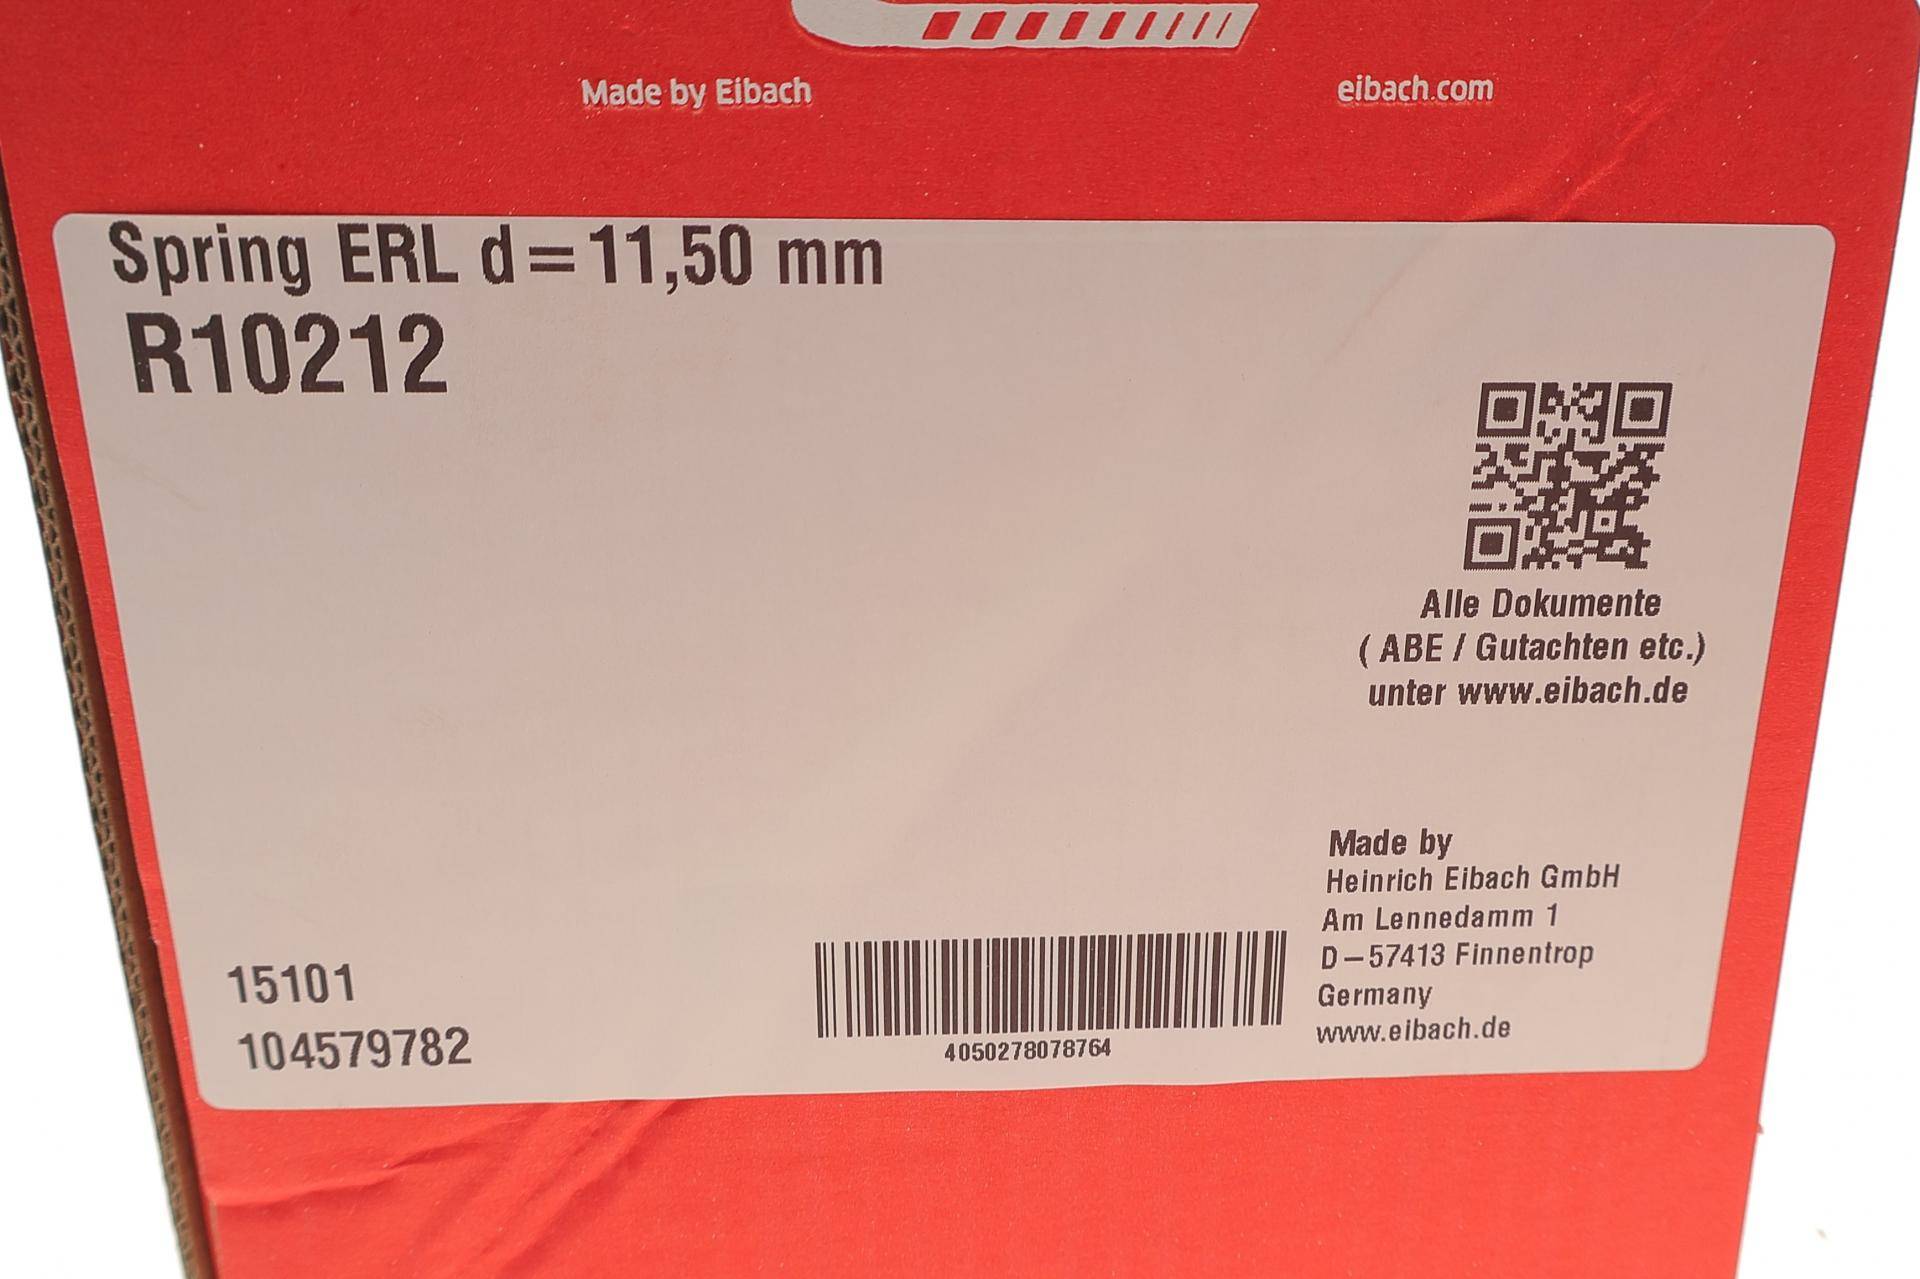 Made by Eibach
eibach.com
Spring ERL d=11,50 mm
R10212
Alle Dokumente
( ABE / Gutachten etc.)
unter www.eibach.de
Made by
Heinrich Eibach GmbH
Am Lennedamm 1
D-57413 Finnentrop
Germany
www.eibach.de
15101
104579782
4050278078764